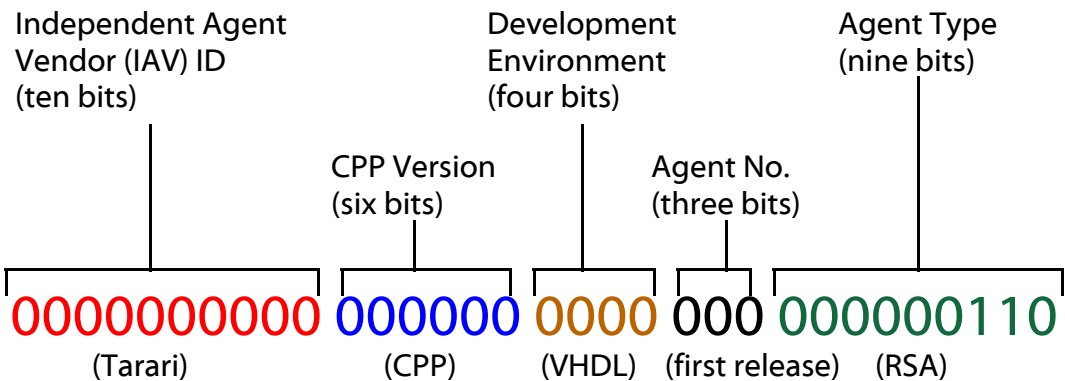 Independent Agent
Vendor (IAV) ID
(ten bits)
Development
Environment
(four bits)
Agent Type
(nine bits)
CPP Version
(six bits)
Agent No.
(three bits)
0000000000 000000 0000 000 000000110
(Tarari) (CPP) (VHDL) (first release) (RSA)